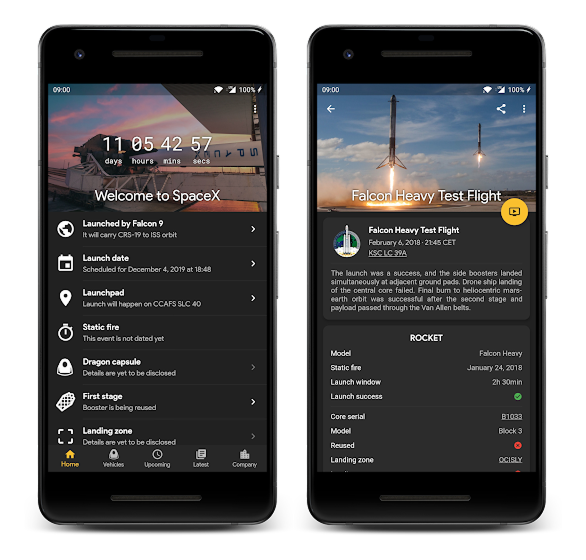 09:00
100%
11 05 42 57
days hours mins secs
Welcome to SpaceX
Launched by Falcon 9
It will carry CRS-19 to ISS orbit
Launch date
Scheduled for December 4, 2019 at 18:48
Launchpad
Launch will happen on CCAFS SLC 40
Static fire
This event is not dated yet
Dragon capsule
Details are yet to be disclosed
First stage
Booster is being reused
Landing zone
Details are yet to be disclosed
Home Vehicles Upcoming Latest Company
09:00
100%
Falcon Heavy Test Flight
Falcon Heavy Test Flight
February 6, 2018 · 21:45 CET
KSC LC 39A
The launch was a success, and the side boosters landed
simultaneously at adjacent ground pads. Drone ship landing
of the central core failed. Final burn to heliocentric mars-
earth orbit was successful after the second stage and
payload passed through the Van Allen belts.
ROCKET
Model Falcon Heavy
Static fire January 24, 2018
Launch window 2h 30min
Launch success
Core serial B1033
Model Block 3
Reused
Landing zone OCISLY